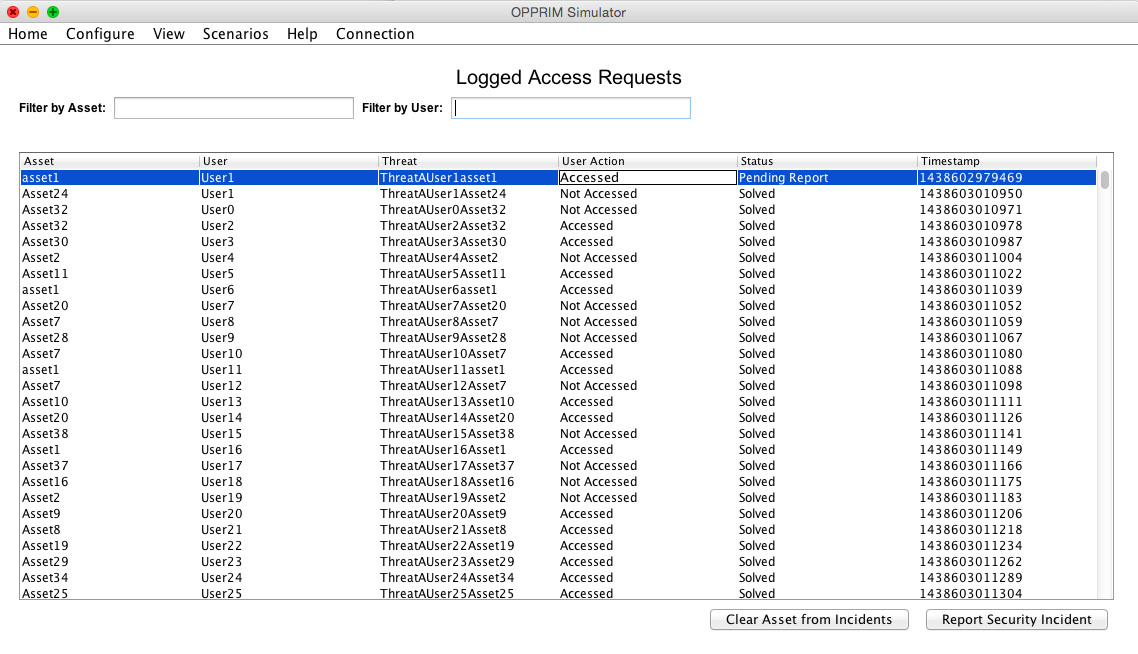 OPPRIM Simulator
Home Configure View Scenarios Help Connection
Logged Access Requests
Filter by Asset: Filter by User:
Asset User Threat User Action Status Timestamp
asset1 User1 ThreatAUser1asset1 Accessed Pending Report 1438602979469
Asset24 User1 ThreatAUser1Asset24 Not Accessed Solved 1438603010950
Asset32 User0 ThreatAUser0Asset32 Not Accessed Solved 1438603010971
Asset32 User2 ThreatAUser2Asset32 Accessed Solved 1438603010978
Asset30 User3 ThreatAUser3Asset30 Accessed Solved 1438603010987
Asset2 User4 ThreatAUser4Asset2 Not Accessed Solved 1438603011004
Asset11 User5 ThreatAUser5Asset11 Accessed Solved 1438603011022
asset1 User6 ThreatAUser6asset1 Accessed Solved 1438603011039
Asset20 User7 ThreatAUser7Asset20 Not Accessed Solved 1438603011052
Asset7 User8 ThreatAUser8Asset7 Not Accessed Solved 1438603011059
Asset28 User9 ThreatAUser9Asset28 Not Accessed Solved 1438603011067
Asset7 User10 ThreatAUser10Asset7 Accessed Solved 1438603011080
asset1 User11 ThreatAUser11asset1 Accessed Solved 1438603011088
Asset7 User12 ThreatAUser12Asset7 Not Accessed Solved 1438603011098
Asset10 User13 ThreatAUser13Asset10 Accessed Solved 1438603011111
Asset20 User14 ThreatAUser14Asset20 Accessed Solved 1438603011126
Asset38 User15 ThreatAUser15Asset38 Not Accessed Solved 1438603011141
Asset1 User16 ThreatAUser16Asset1 Accessed Solved 1438603011149
Asset37 User17 ThreatAUser17Asset37 Not Accessed Solved 1438603011166
Asset16 User18 ThreatAUser18Asset16 Not Accessed Solved 1438603011175
Asset2 User19 ThreatAUser19Asset2 Not Accessed Solved 1438603011183
Asset9 User20 ThreatAUser20Asset9 Accessed Solved 1438603011206
Asset8 User21 ThreatAUser21Asset8 Accessed Solved 1438603011218
Asset19 User22 ThreatAUser22Asset19 Accessed Solved 1438603011234
Asset29 User23 ThreatAUser23Asset29 Accessed Solved 1438603011262
Asset34 User24 ThreatAUser24Asset34 Accessed Solved 1438603011289
Asset25 User25 ThreatAUser25Asset25 Accessed Solved 1438603011304
Clear Asset from Incidents Report Security Incident